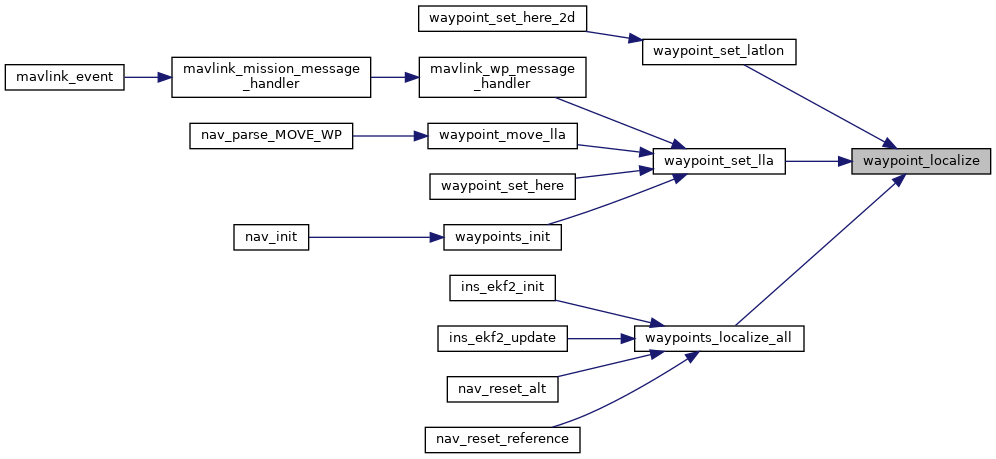 waypoint_set_here_2d
waypoint_set_latlon
mavlink_event
mavlink_mission_message
_handler
mavlink_wp_message
_handler
nav_parse_MOVE_WP
waypoint_move_lla
waypoint_set_lla
waypoint_localize
waypoint_set_here
nav_init
waypoints_init
ins_ekf2_init
ins_ekf2_update
waypoints_localize_all
nav_reset_alt
nav_reset_reference